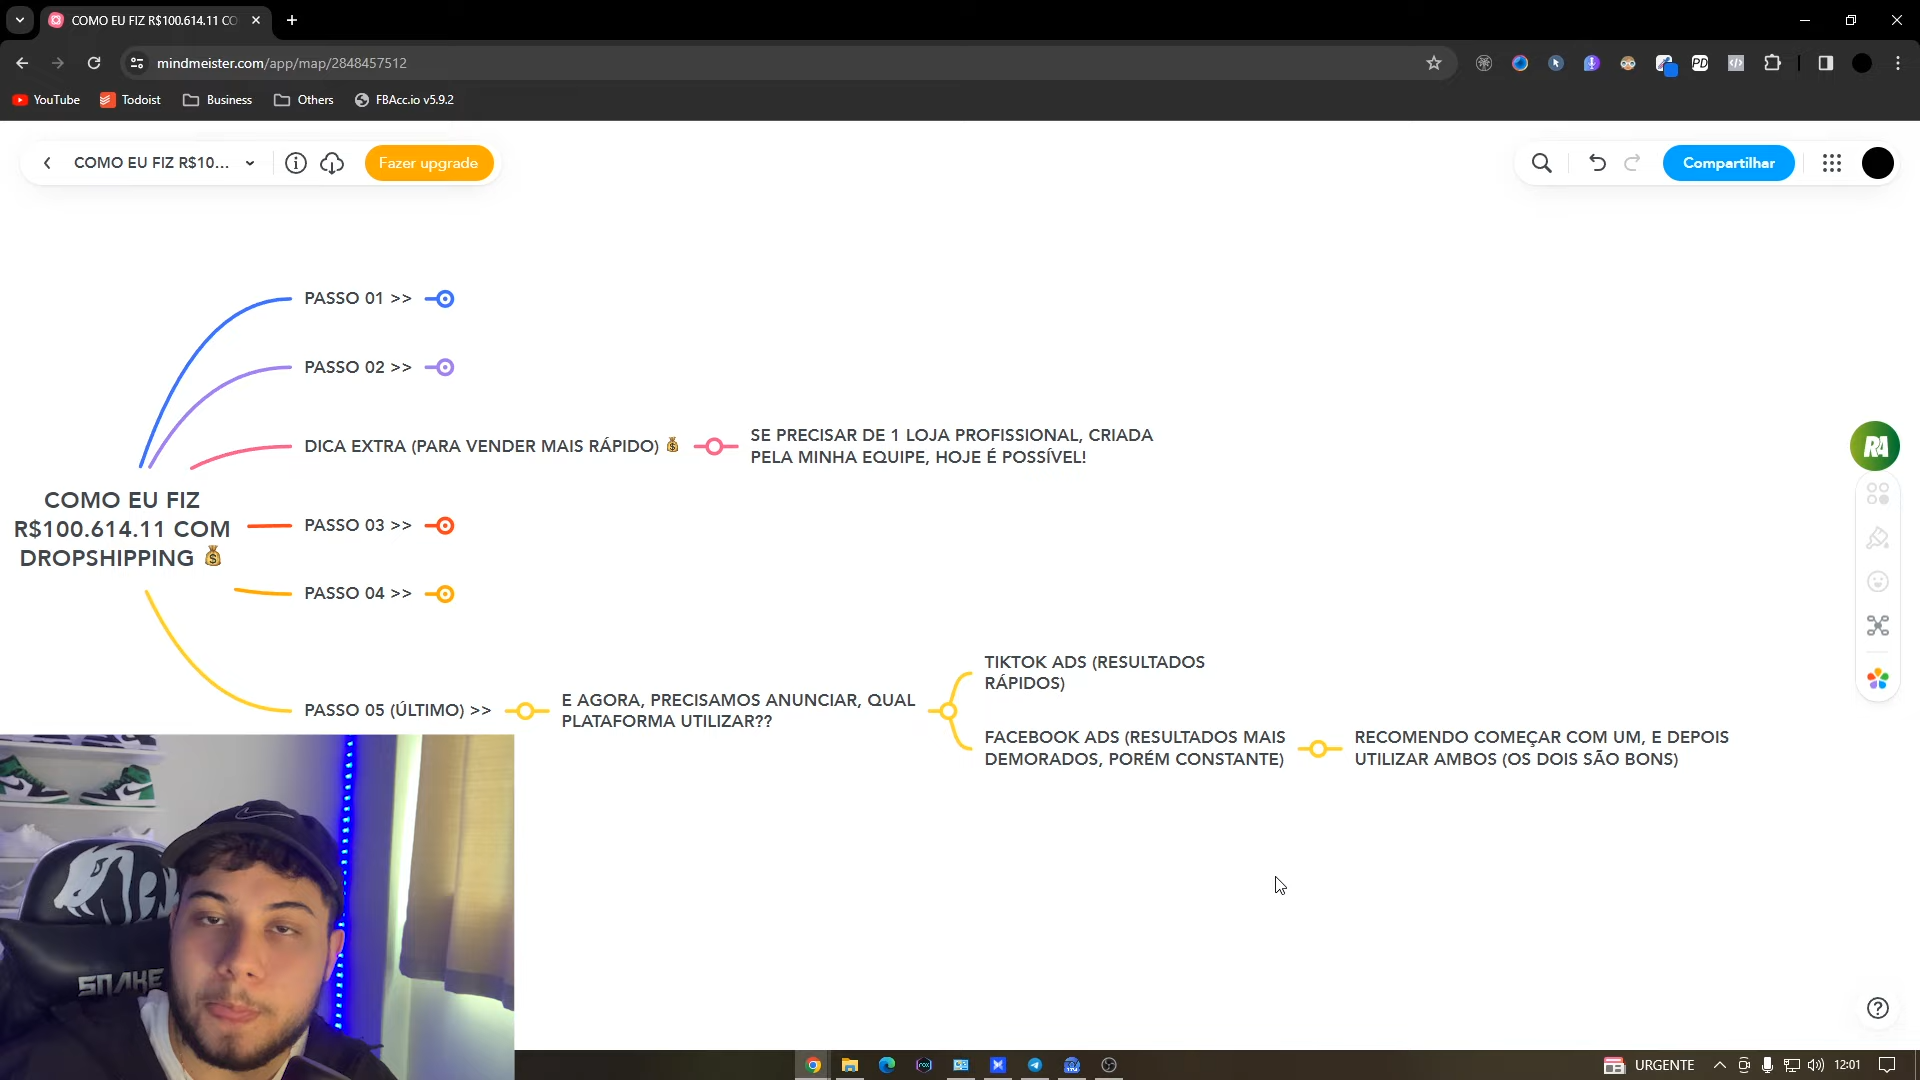 COMO EU FIZ R$100.614.11 CO
mindmeister.com/app/map/2848457512
YouTube
Todoist
Business
Others
FBAcc.io v5.9.2
COMO EU FIZ R$10...
Fazer upgrade
Compartilhar
PASSO 01 >>
PASSO 02 >>
DICA EXTRA (PARA VENDER MAIS RÁPIDO) 💰
SE PRECISAR DE 1 LOJA PROFISSIONAL, CRIADA
PELA MINHA EQUIPE, HOJE É POSSÍVEL!
COMO EU FIZ
R$100.614.11 COM
DROPSHIPPING 💰
PASSO 03 >>
PASSO 04 >>
PASSO 05 (ÚLTIMO) >>
E AGORA, PRECISAMOS ANUNCIAR, QUAL
PLATAFORMA UTILIZAR??
TIKTOK ADS (RESULTADOS
RÁPIDOS)
FACEBOOK ADS (RESULTADOS MAIS
DEMORADOS, PORÉM CONSTANTE)
RECOMENDO COMEÇAR COM UM, E DEPOIS
UTILIZAR AMBOS (OS DOIS SÃO BONS)
RA
PD
SNAKE
URGENTE
12:01